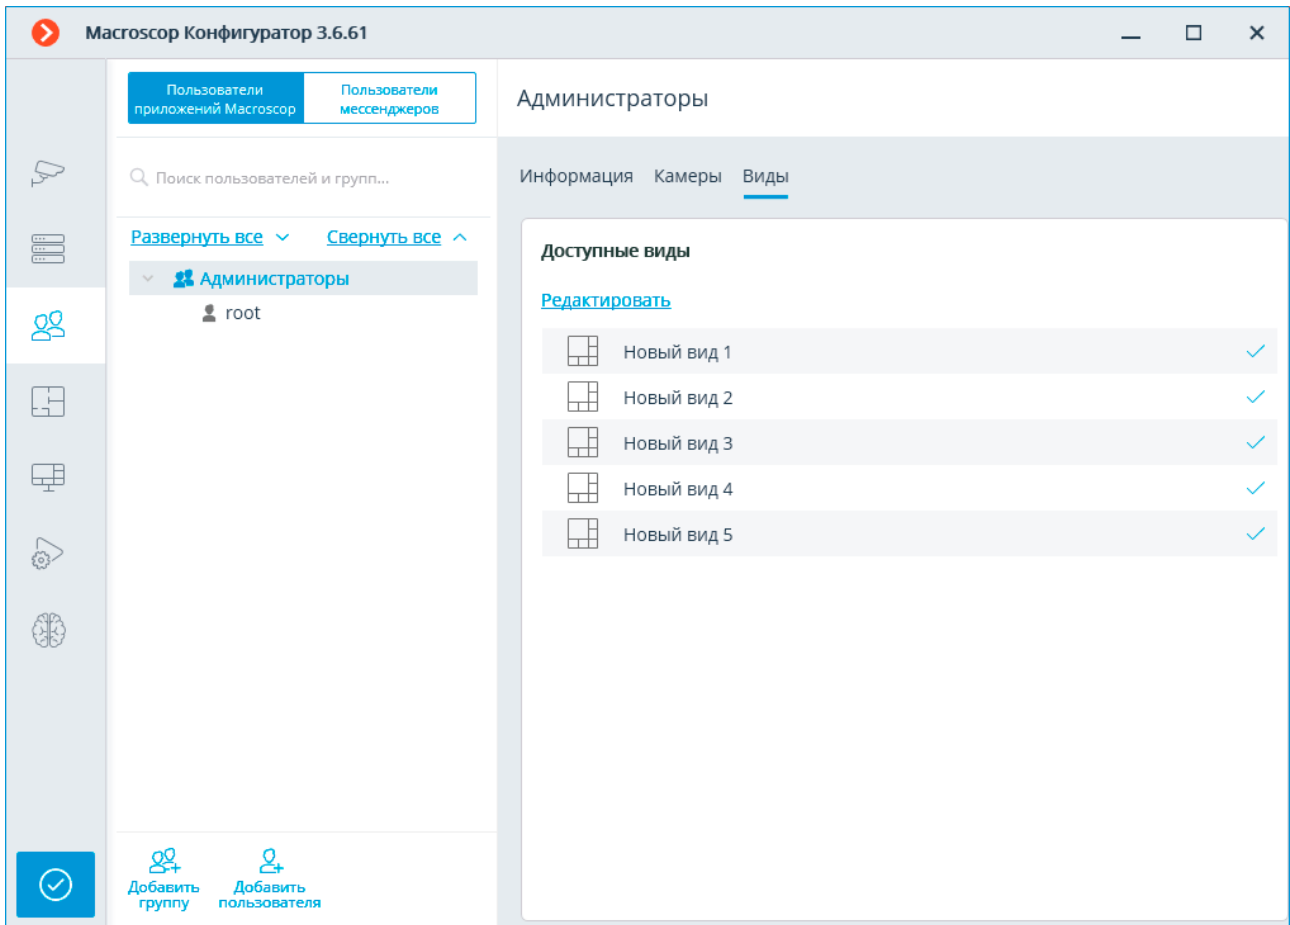 Macroscop Конфигуратор 3.6.61
Пользователи
приложений Macroscop
Пользователи
мессенджеров
Поиск пользователей и групп...
Развернуть все
Свернуть все
Администраторы
root
Добавить
группу
Добавить
пользователя
Администраторы
Информация Камеры Виды
Доступные виды
Редактировать
Новый вид 1
Новый вид 2
Новый вид 3
Новый вид 4
Новый вид 5